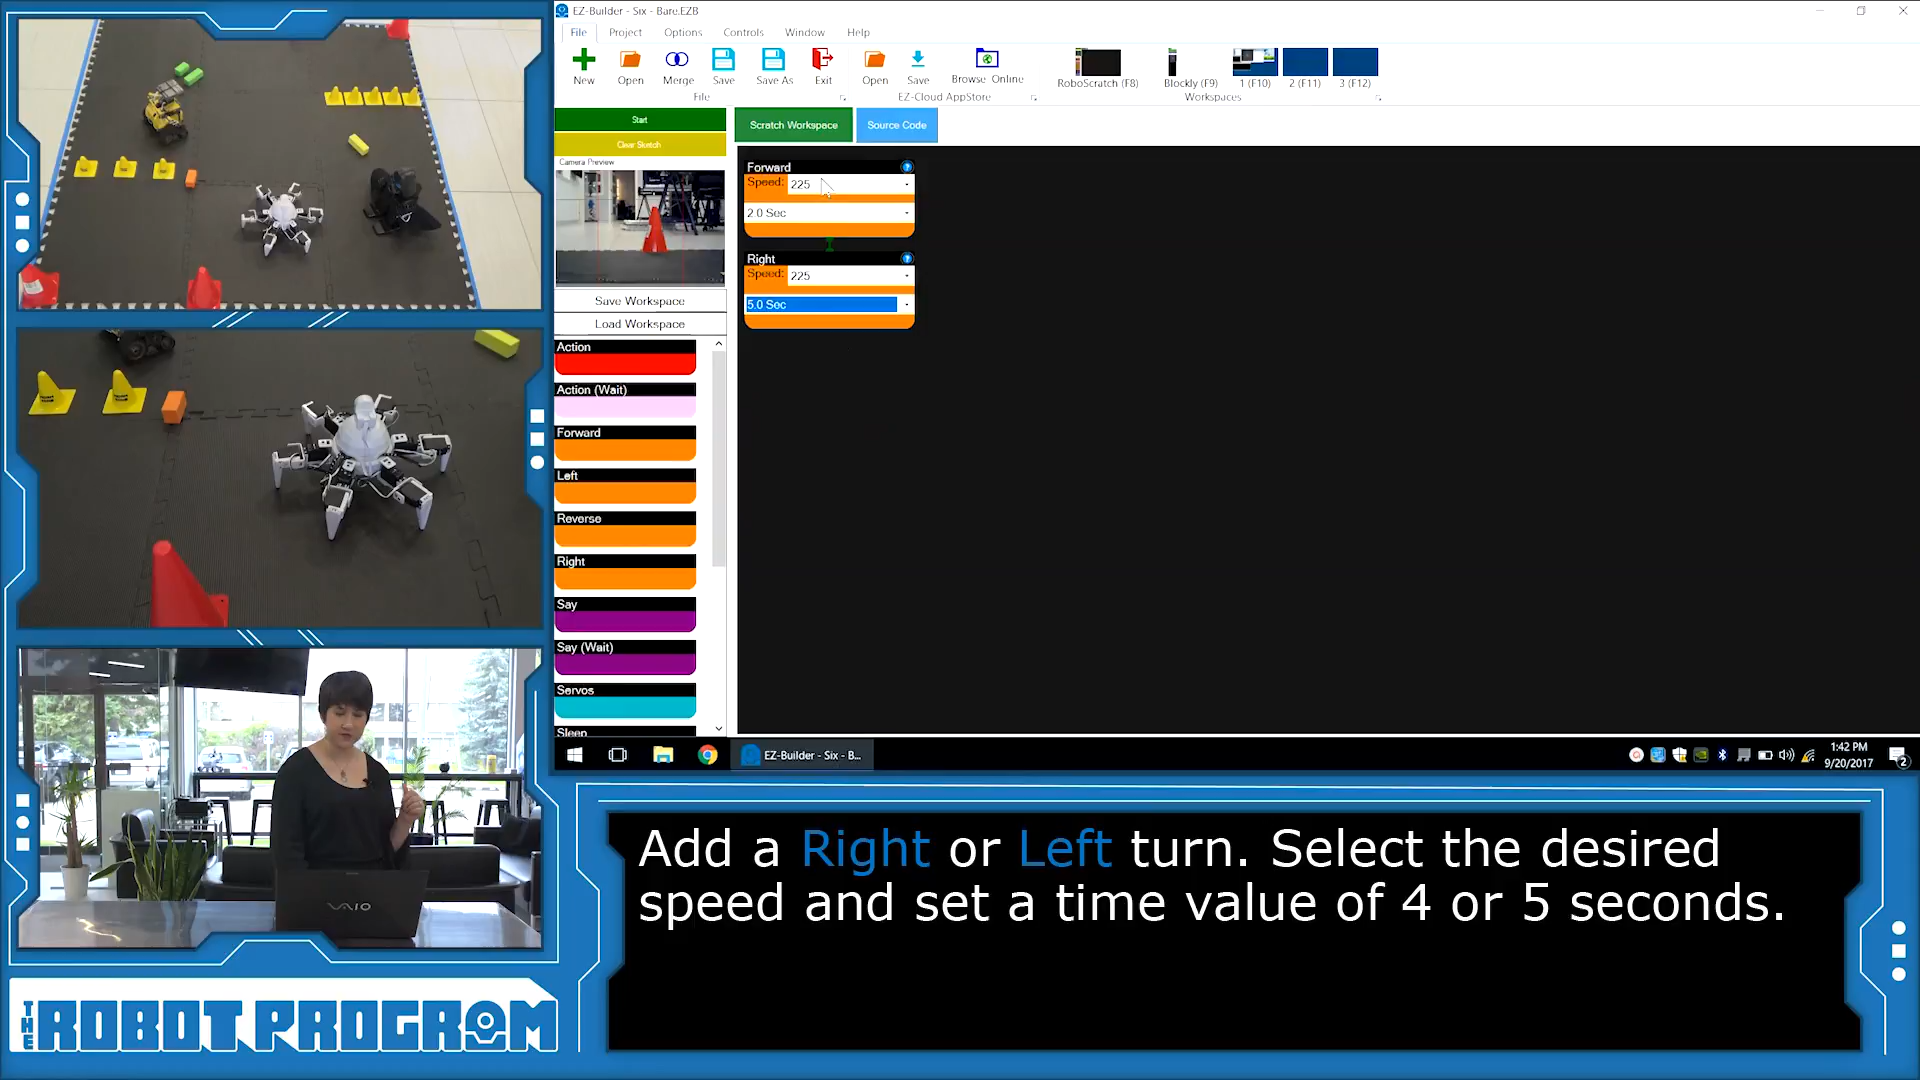 EZ-Builder - Six - Bare.EZB
File Project Options Controls Window Help
New Open Merge Save Save As Exit Open Save Browse Online RoboScratch (F8) Blockly (F9) 1 (F10) 2 (F11) 3 (F12)
File EZ-Cloud AppStore Workspaces
Start
Clear Sketch
Scratch Workspace Source Code
Camera Preview
Save Workspace
Load Workspace
Action
Action (Wait)
Forward
Left
Reverse
Right
Say
Say (Wait)
Servos
Sleep
Forward
Speed: 225
2.0 Sec
Right
Speed: 225
5.0 Sec
EZ-Builder - Six - B...
1:42 PM
9/20/2017
2
VAIO
Add a Right or Left turn. Select the desired
speed and set a time value of 4 or 5 seconds.
THE ROBOT PROGRAM